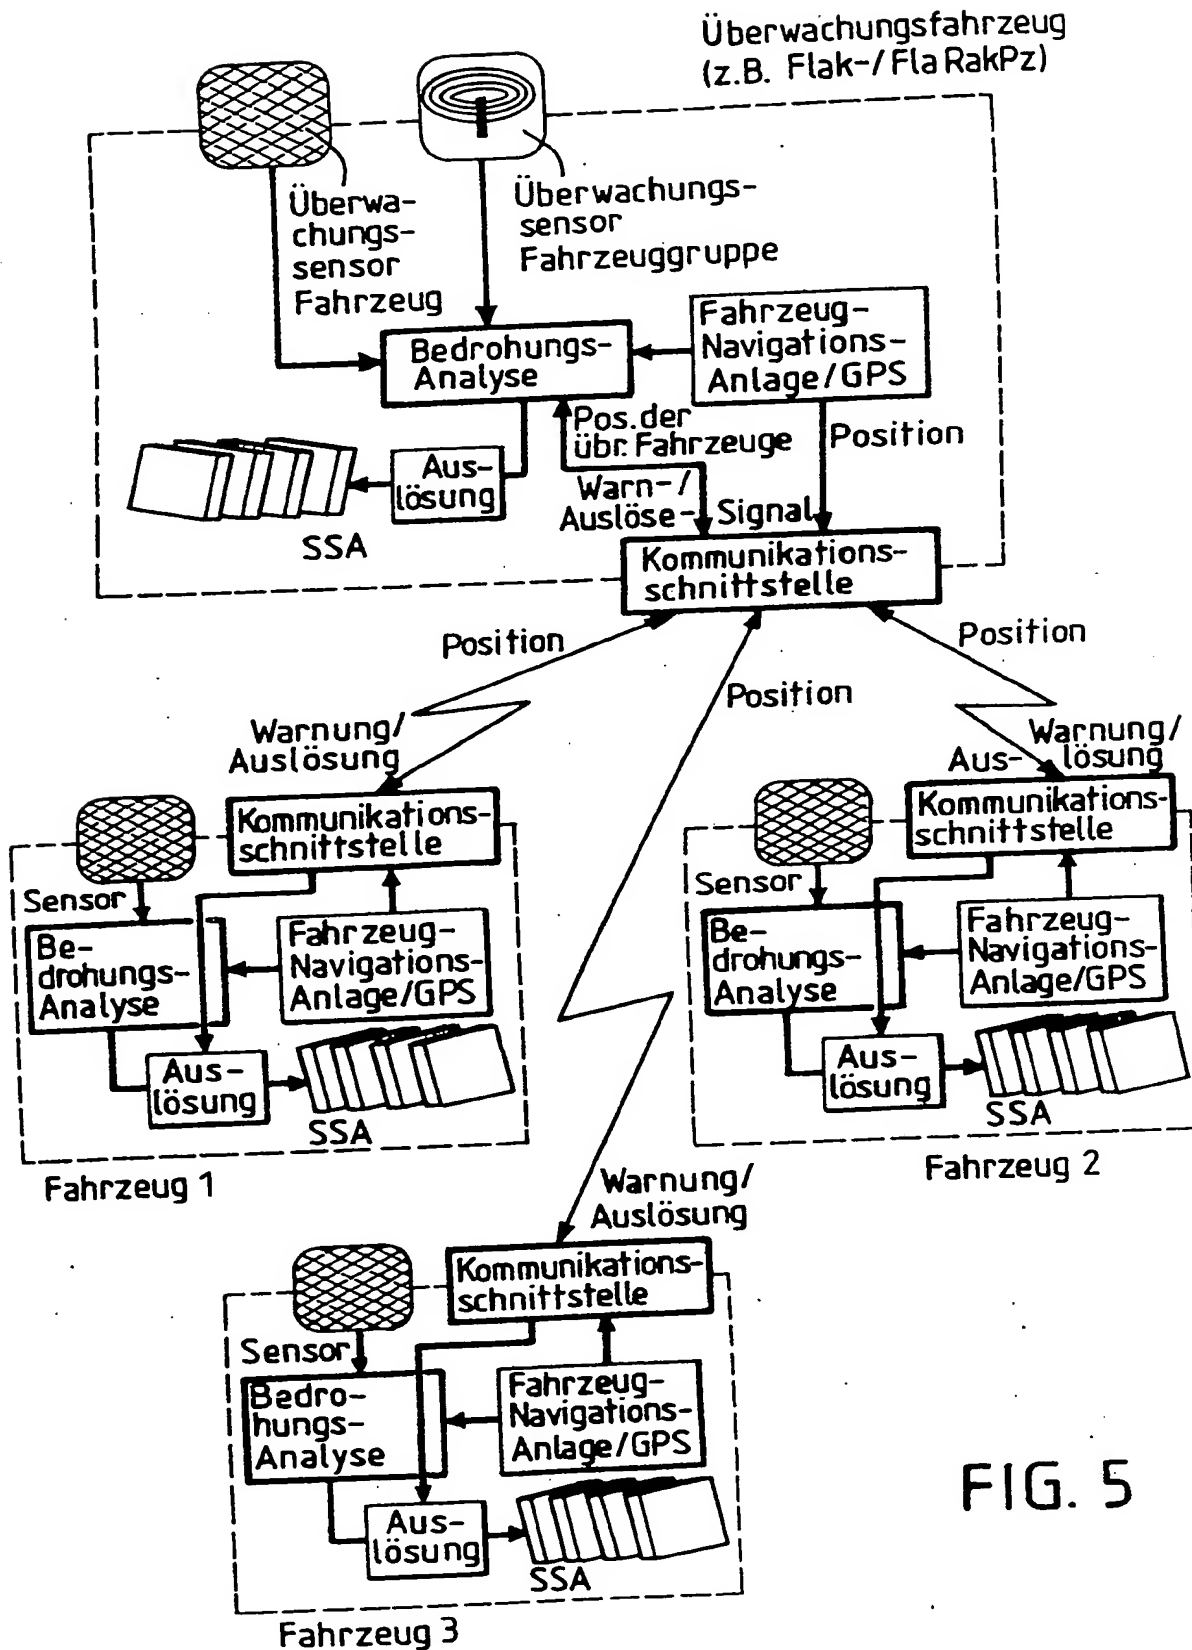 Überwachungsfahrzeug
(z.B. Flak-/FlaRakPz)
Überwa-
chungs-
sensor
Fahrzeug
Überwachungs-
sensor
Fahrzeuggruppe
Bedrohungs-
Analyse
Fahrzeug-
Navigations-
Anlage/GPS
Pos.der
übr. Fahrzeuge
Position
Aus-
lösung
SSA
Warn-/
Auslöse- Signal
Kommunikations-
schnittstelle
Position
Position
Position
Warnung/
Auslösung
Warnung/
Aus- lösung
Kommunikations-
schnittstelle
Sensor
Be-
drohungs-
Analyse
Fahrzeug-
Navigations-
Anlage/GPS
Aus-
lösung
SSA
Fahrzeug 1
Kommunikations-
schnittstelle
Sensor
Be-
drohungs-
Analyse
Fahrzeug-
Navigations-
Anlage/GPS
Aus-
lösung
SSA
Fahrzeug 2
Warnung/
Auslösung
Kommunikations-
schnittstelle
Sensor
Bedro-
hungs-
Analyse
Fahrzeug-
Navigations-
Anlage/GPS
Aus-
lösung
SSA
Fahrzeug 3
FIG. 5